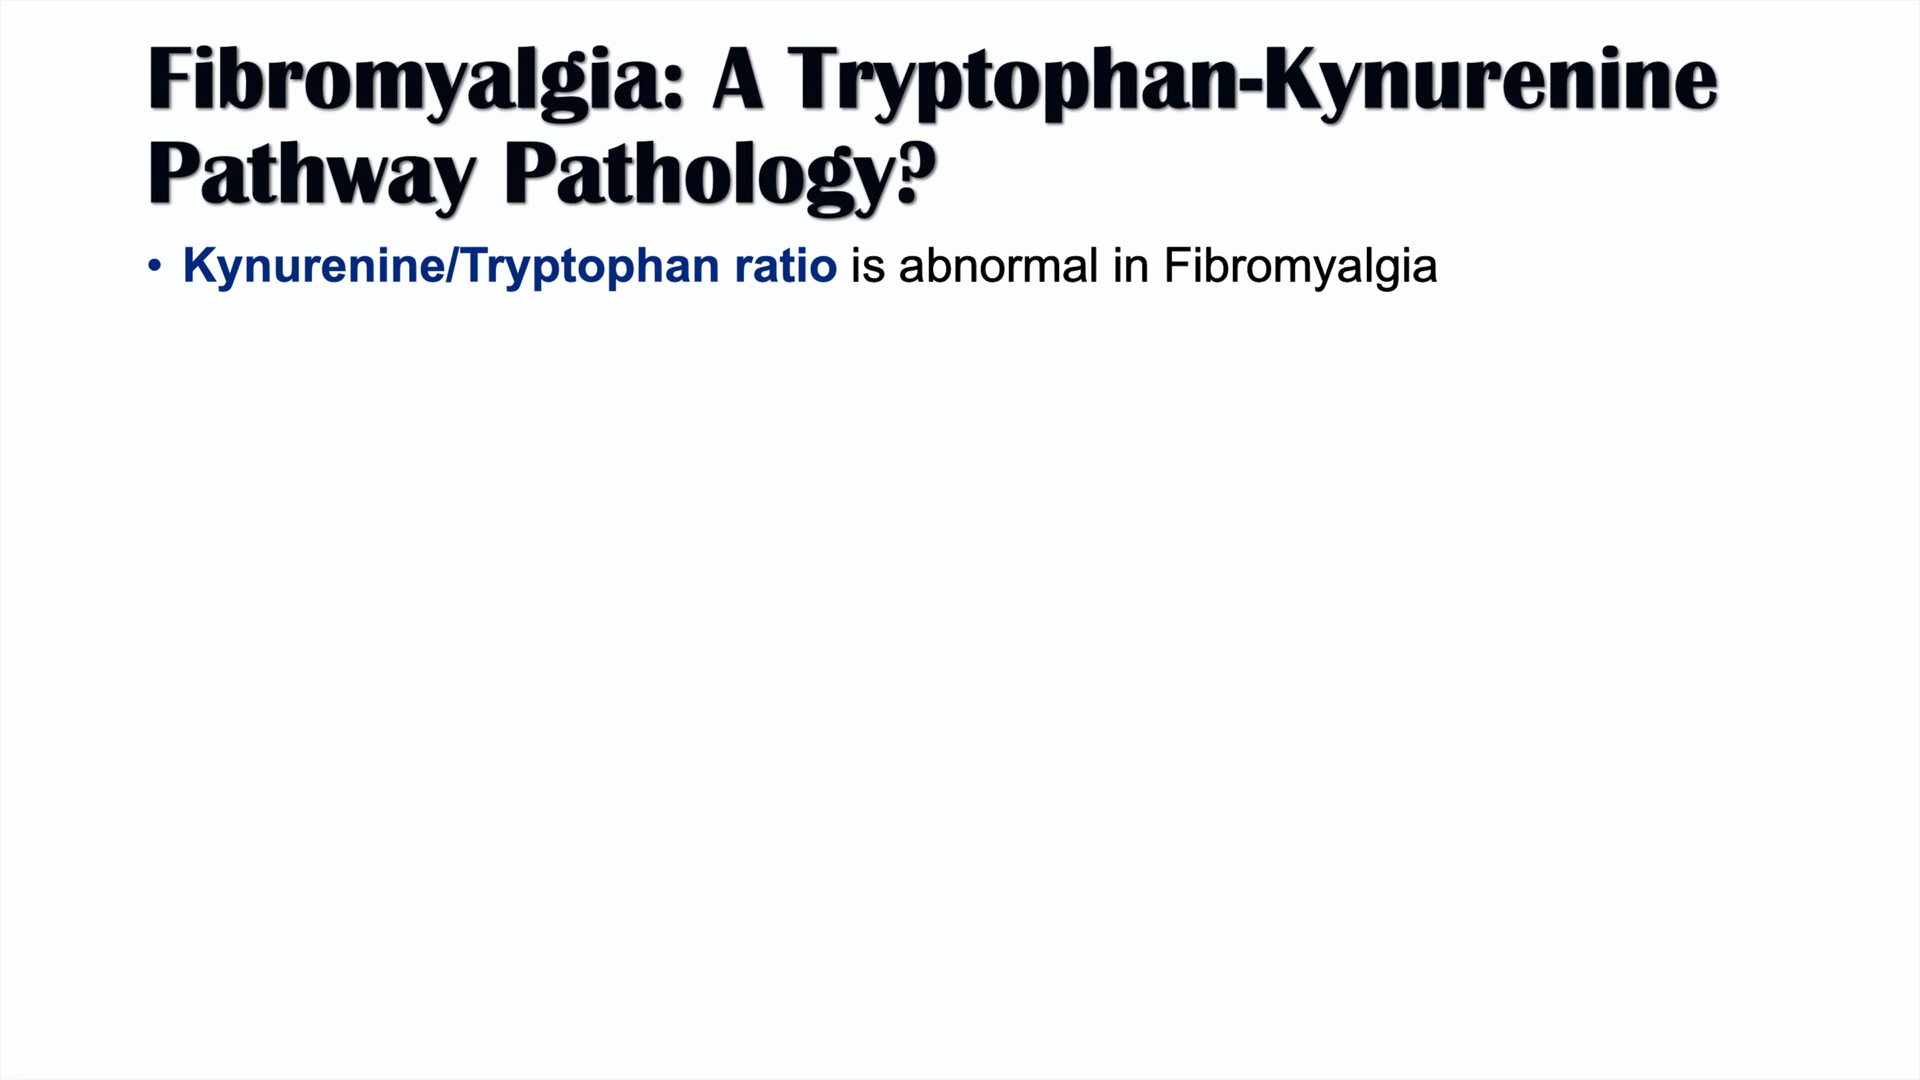 Fibromyalgia: A Tryptophan-Kynurenine
Pathway Pathology?
• Kynurenine/Tryptophan ratio is abnormal in Fibromyalgia